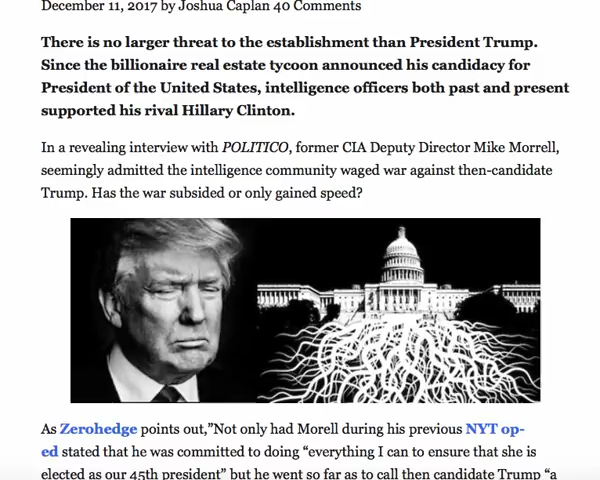 December 11, 2017 by Joshua Caplan 40 Comments
There is no larger threat to the establishment than President Trump.
Since the billionaire real estate tycoon announced his candidacy for
President of the United States, intelligence officers both past and present
supported his rival Hillary Clinton.
In a revealing interview with POLITICO, former CIA Deputy Director Mike Morrell,
seemingly admitted the intelligence community waged war against then-candidate
Trump. Has the war subsided or only gained speed?
As Zerohedge points out,”Not only had Morell during his previous NYT op-
ed stated that he was committed to doing “everything I can to ensure that she is
elected as our 45th president” but he went so far as to call then candidate Trump “a